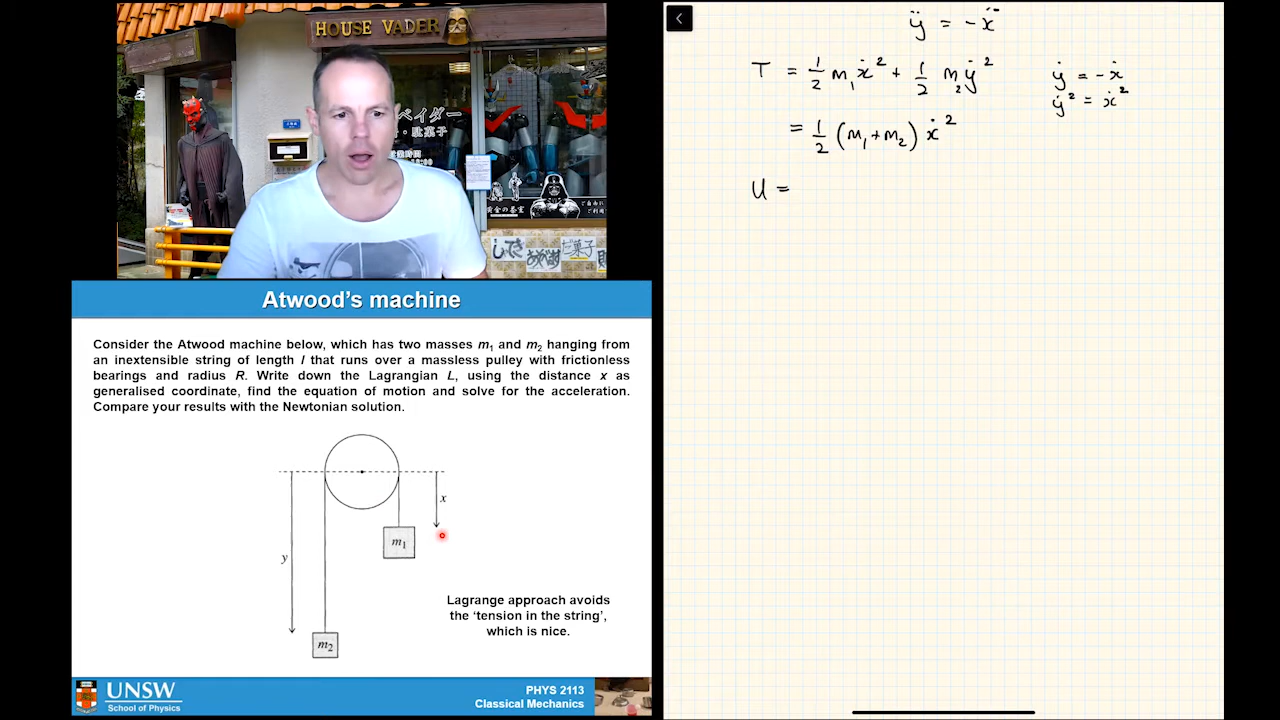 HOUSE VADER
ベイダー
・駄菓子
Atwood's machine
Consider the Atwood machine below, which has two masses m₁ and m₂ hanging from
an inextensible string of length l that runs over a massless pulley with frictionless
bearings and radius R. Write down the Lagrangian L, using the distance x as
generalised coordinate, find the equation of motion and solve for the acceleration.
Compare your results with the Newtonian solution.
x
y
m₁
m₂
Lagrange approach avoids
the 'tension in the string',
which is nice.
UNSW
School of Physics
PHYS 2113
Classical Mechanics
ÿ = -ẍ
T = 1/2 m₁ẋ² + 1/2 m₂ẏ²
ẏ = -ẋ
ẏ² = ẋ²
= 1/2 (m₁+m₂) ẋ²
U =